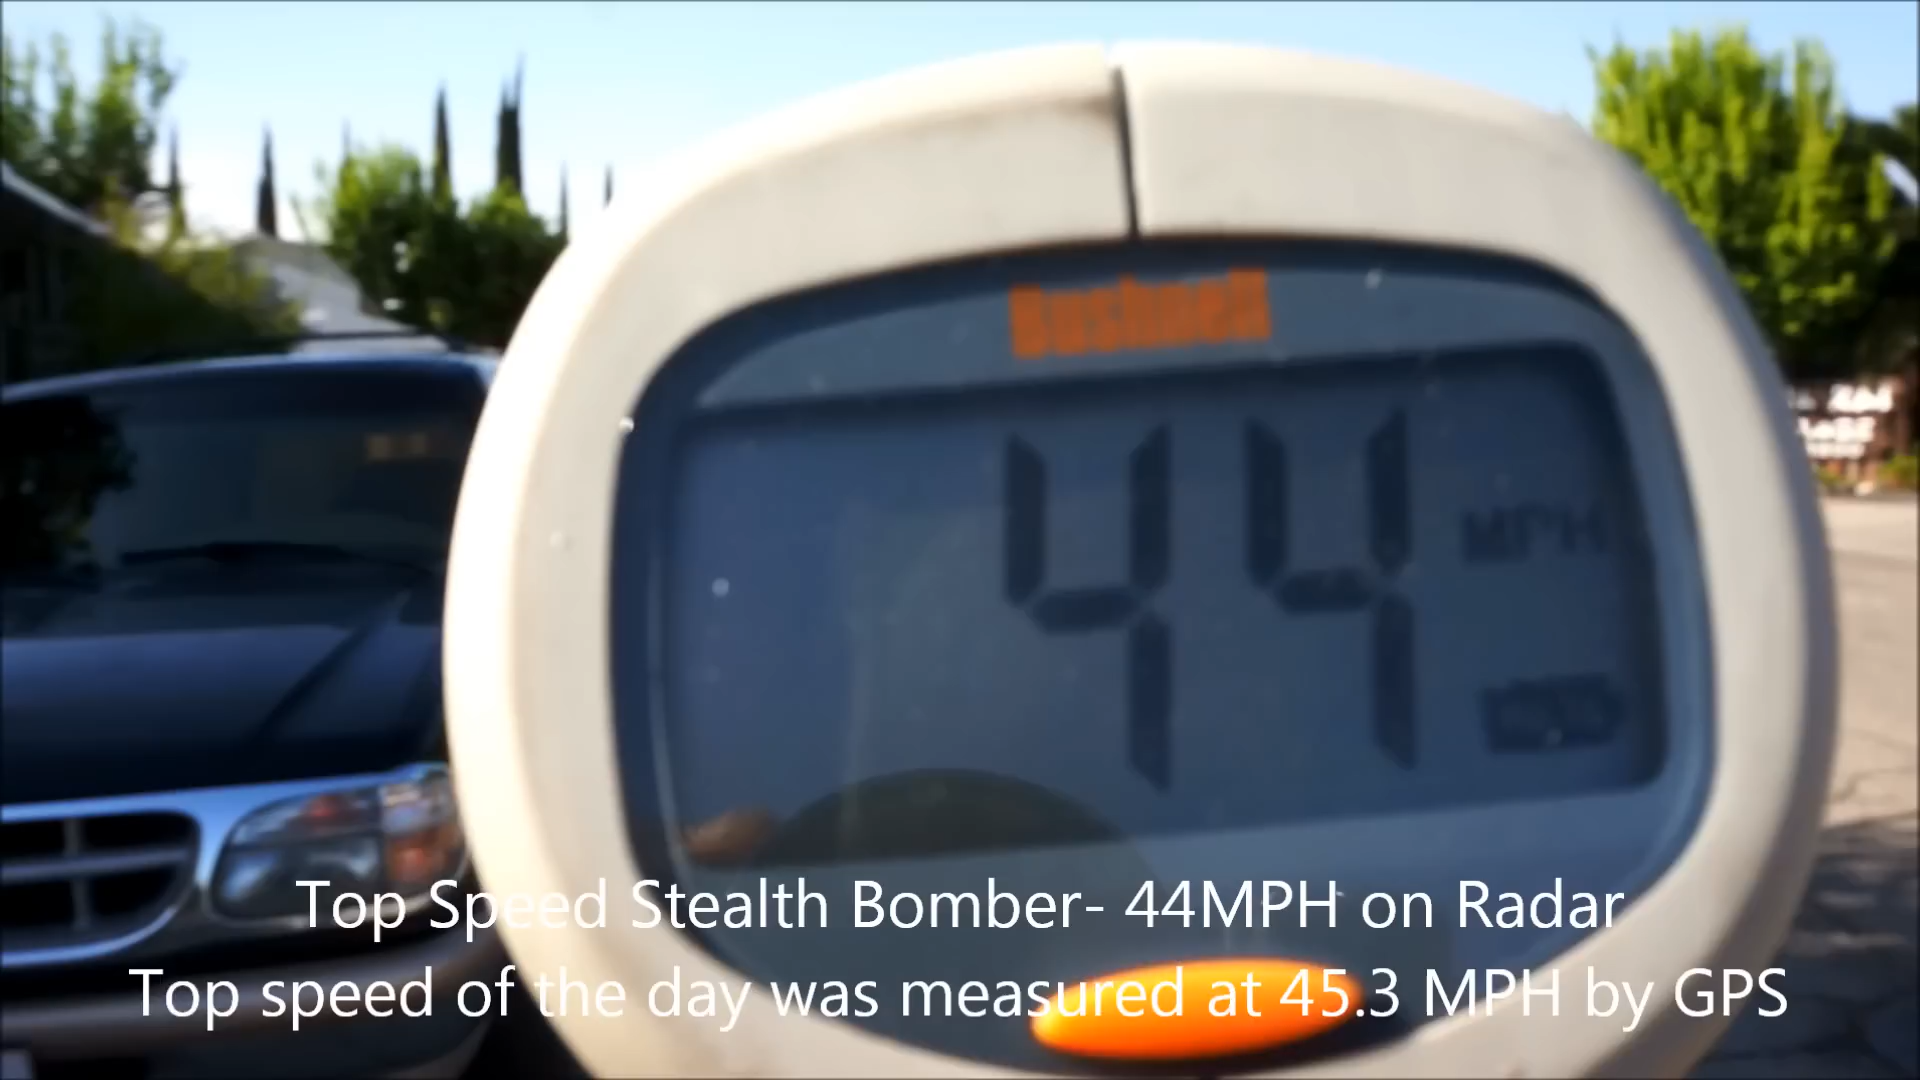 Bushnell
44 MPH
Top Speed Stealth Bomber- 44MPH on Radar
Top speed of the day was measured at 45.3 MPH by GPS